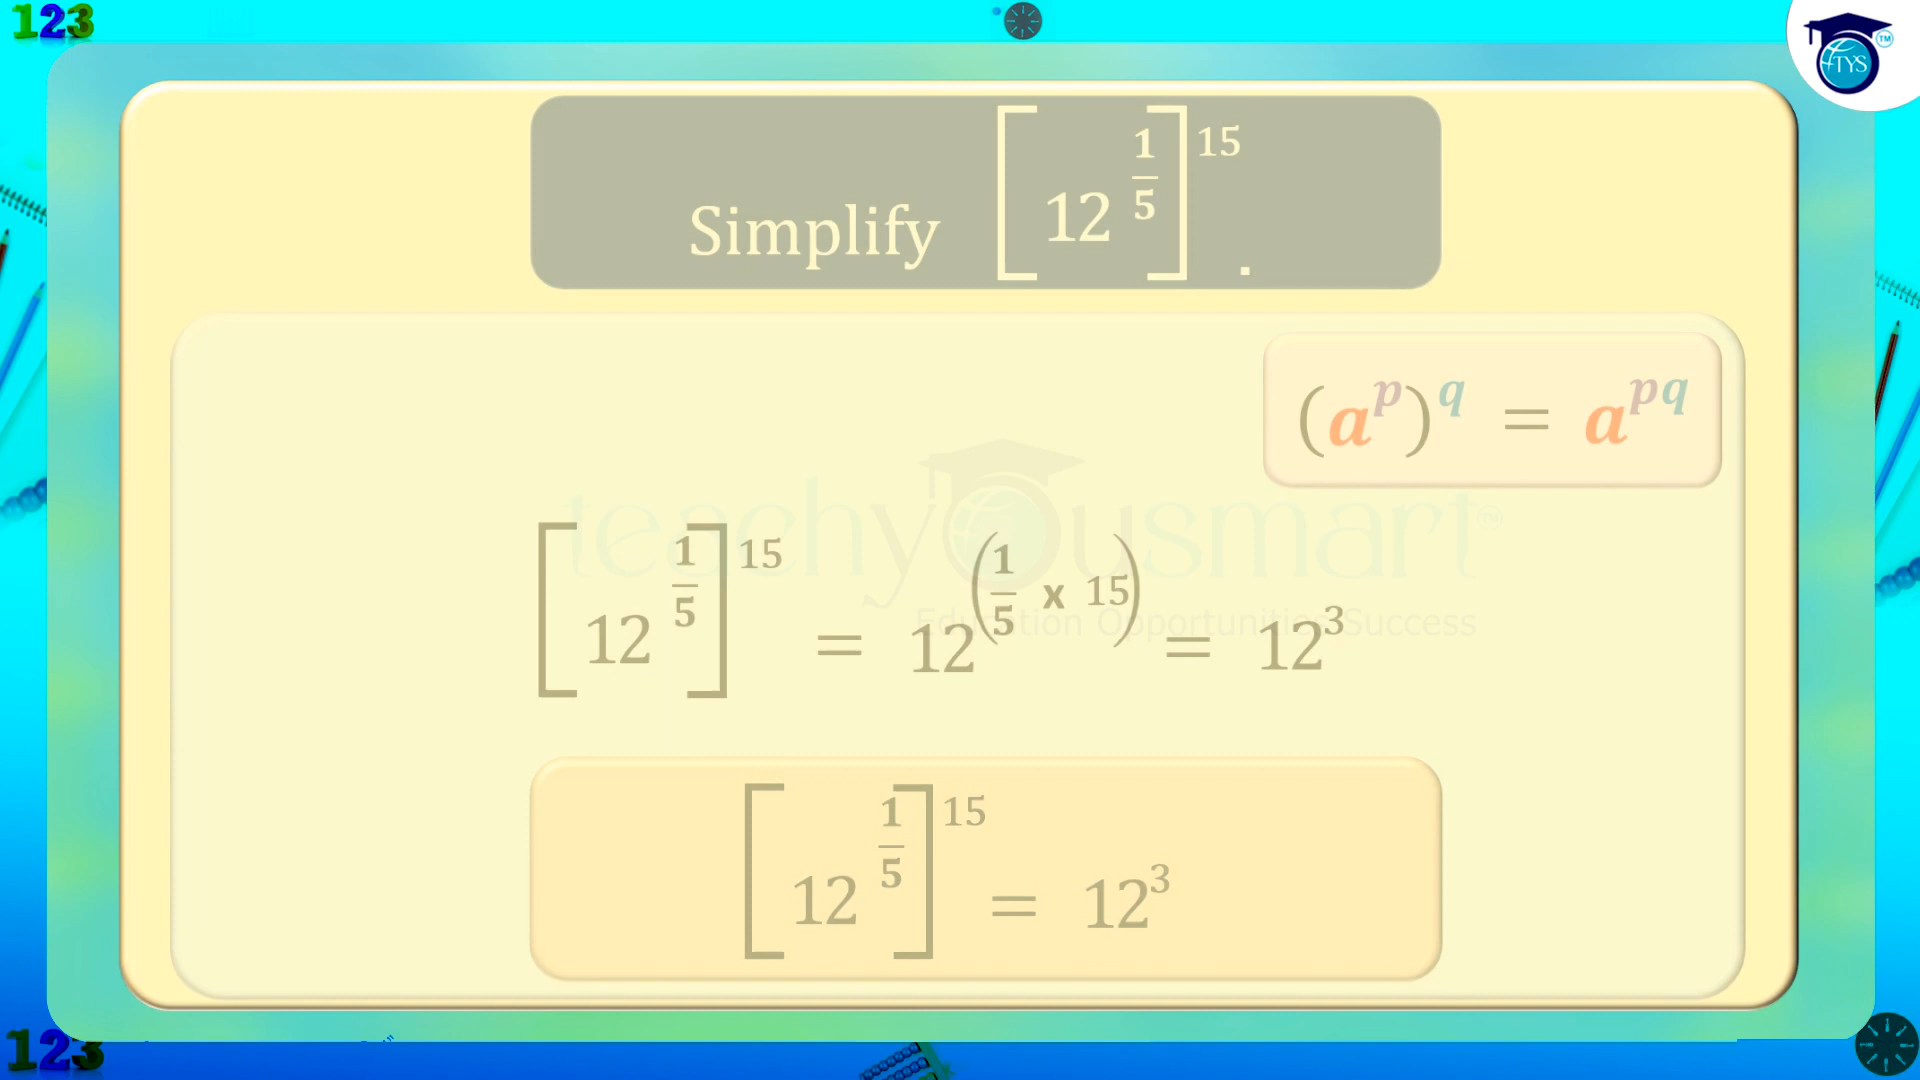 123
TYS TM
Simplify [12^(1/5)]^15 .
(a^p)^q = a^(pq)
teachyousmart
Education Opportunities Success
[12^(1/5)]^15 = 12^(1/5 x 15) = 12^3
[12^(1/5)]^15 = 12^3
123